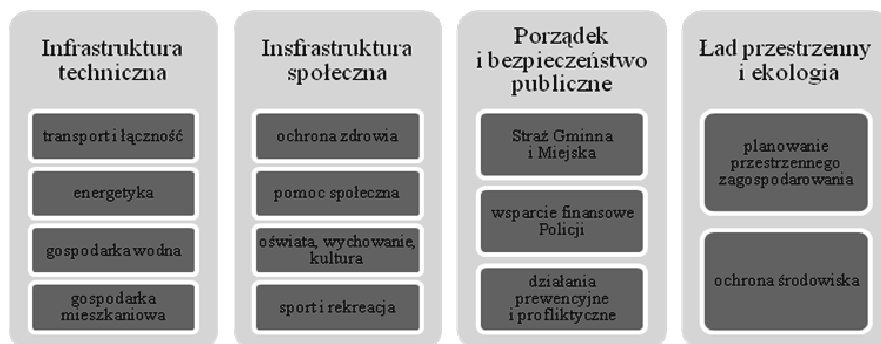 Infrastruktura
techniczna
transport i łączność
energetyka
gospodarka wodna
gospodarka
mieszkaniowa
Insfrastruktura
społeczna
ochrona zdrowia
pomoc społeczna
oświata, wychowanie,
kultura
sport i rekreacja
Porządek
i bezpieczeństwo
publiczne
Straż Gminna
i Miejska
wsparcie finansowe
Policji
działania
prewencyjne
i profliktyczne
Ład przestrzenny
i ekologia
planowanie
przestrzennego
zagospodarowania
ochrona środowiska